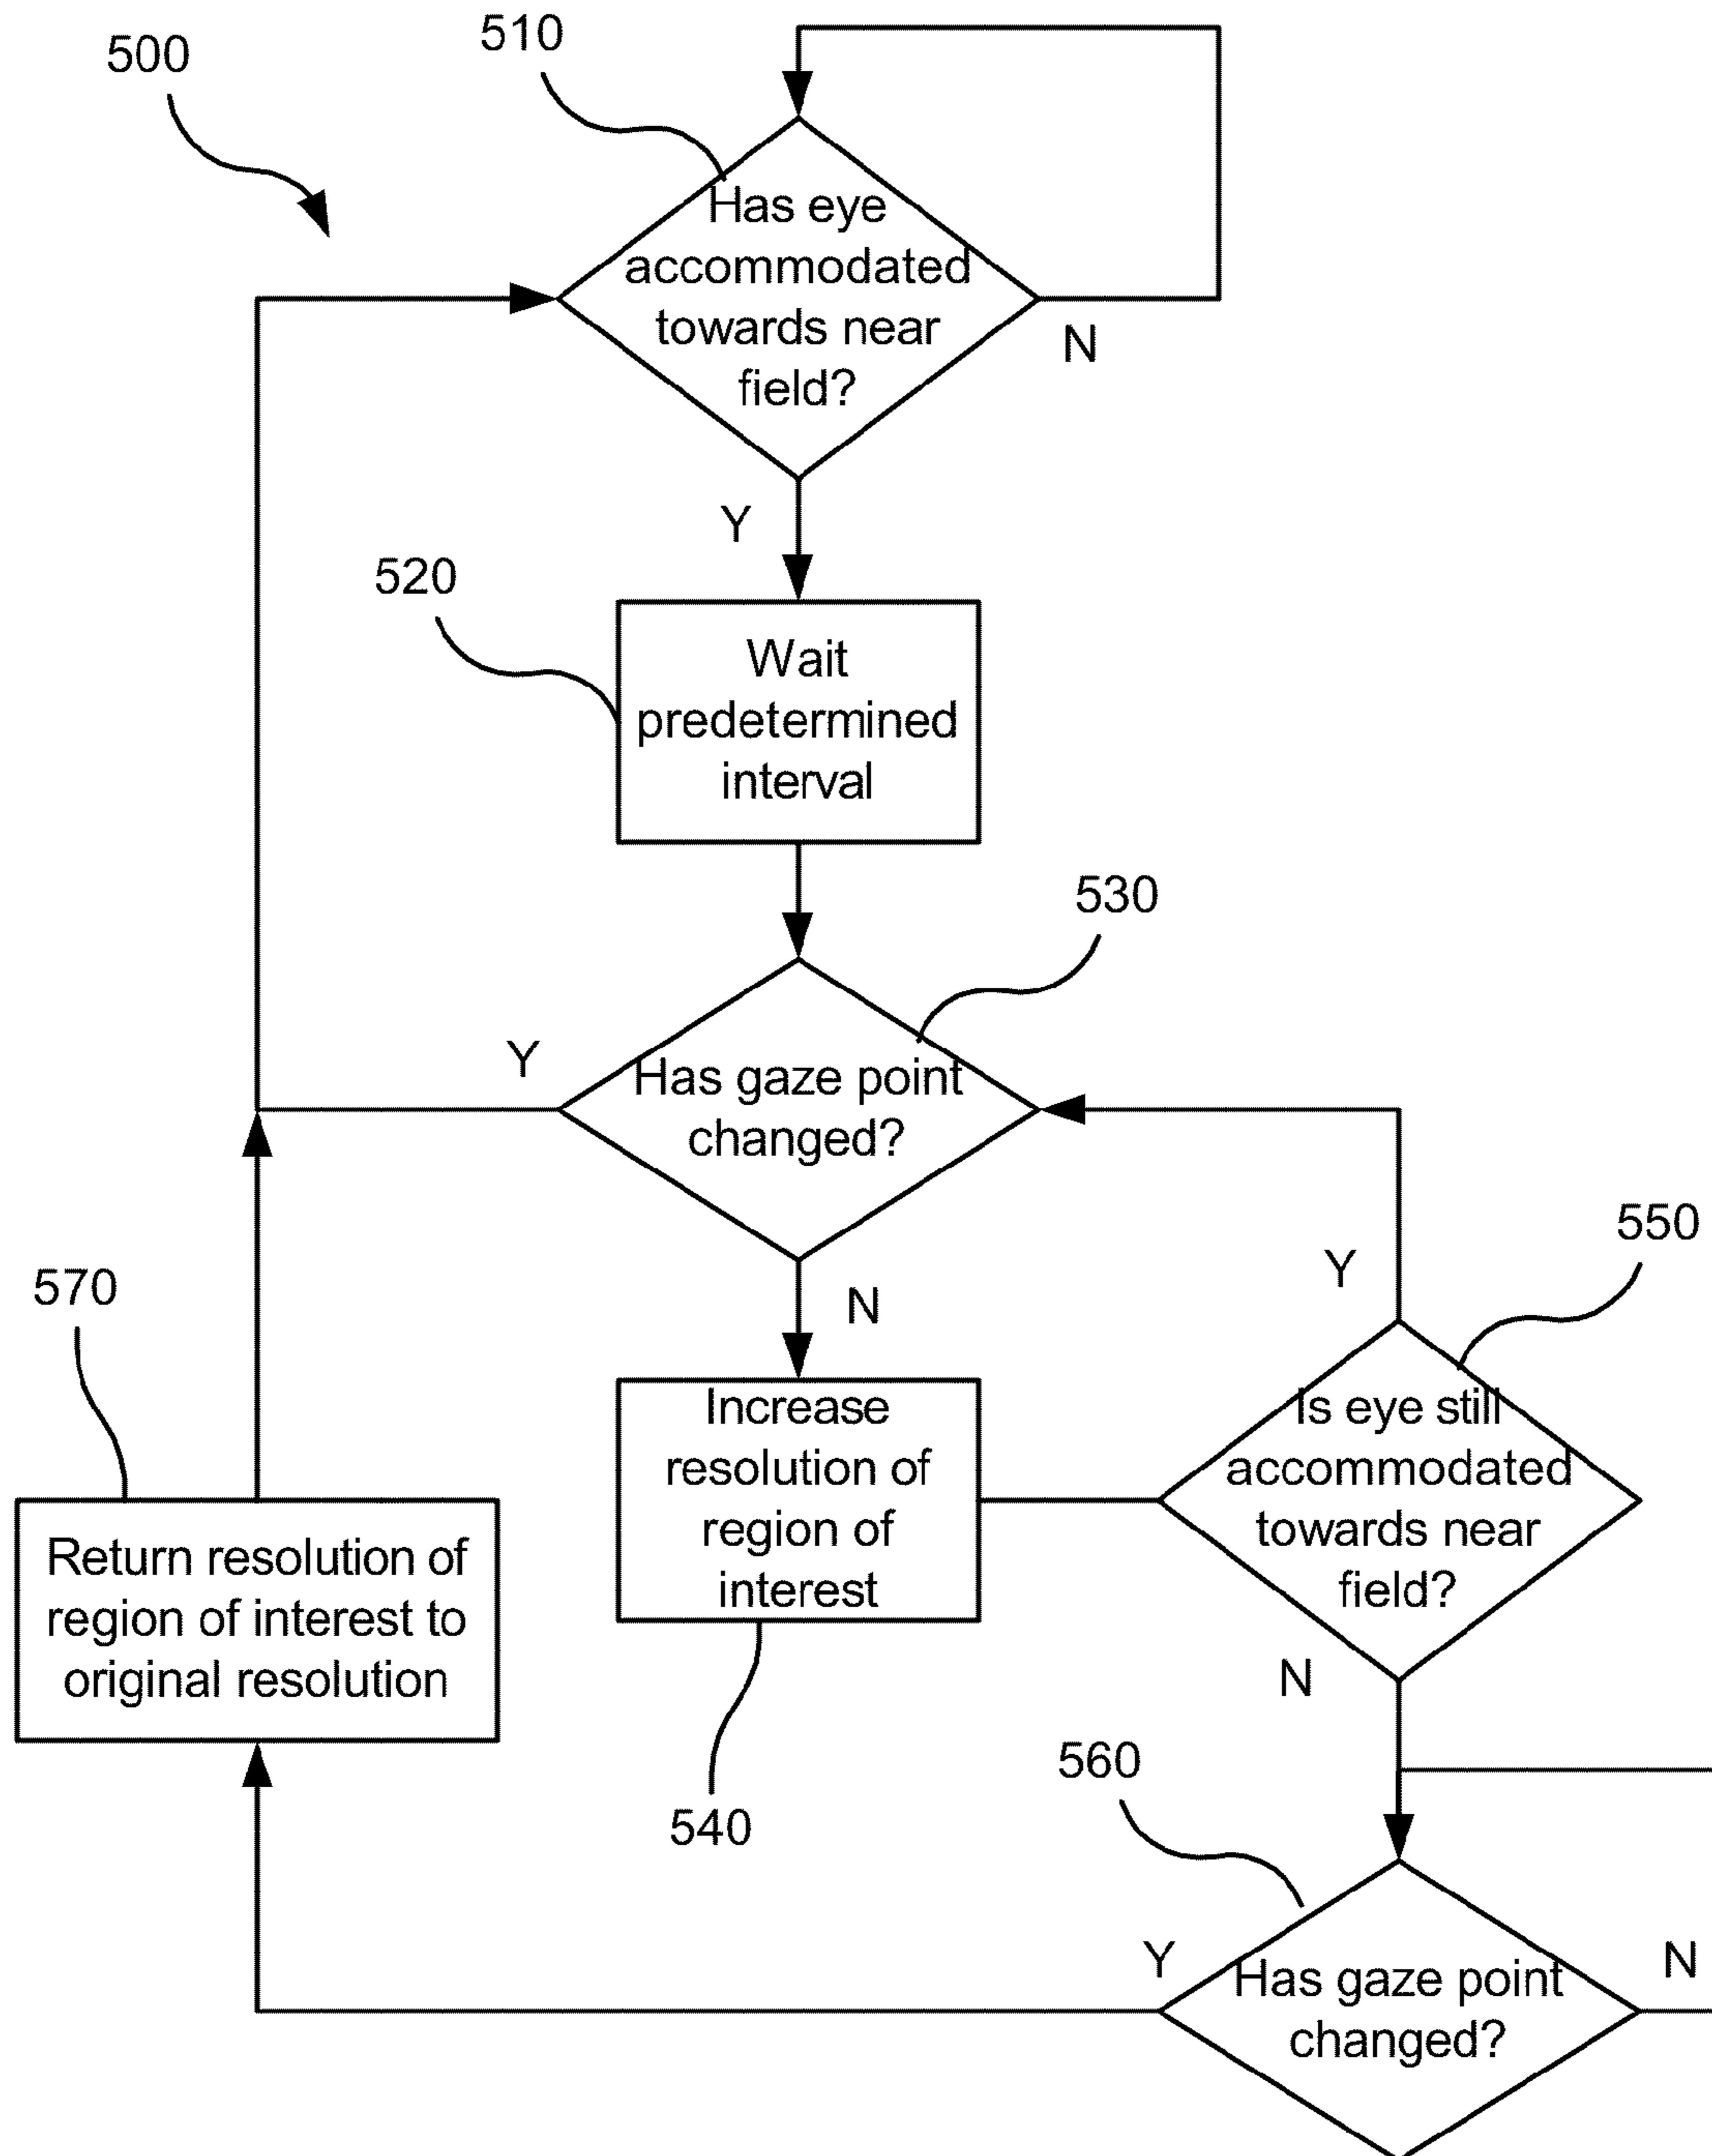 500
510
Has eye
accommodated
towards near
field?
N
Y
520
Wait
predetermined
interval
530
Y
Has gaze point
changed?
N
550
Y
570
Is eye still
accommodated
towards near
field?
Increase
resolution of
region of
interest
Return resolution of
region of interest to
original resolution
N
540
560
Y
Has gaze point
changed?
N